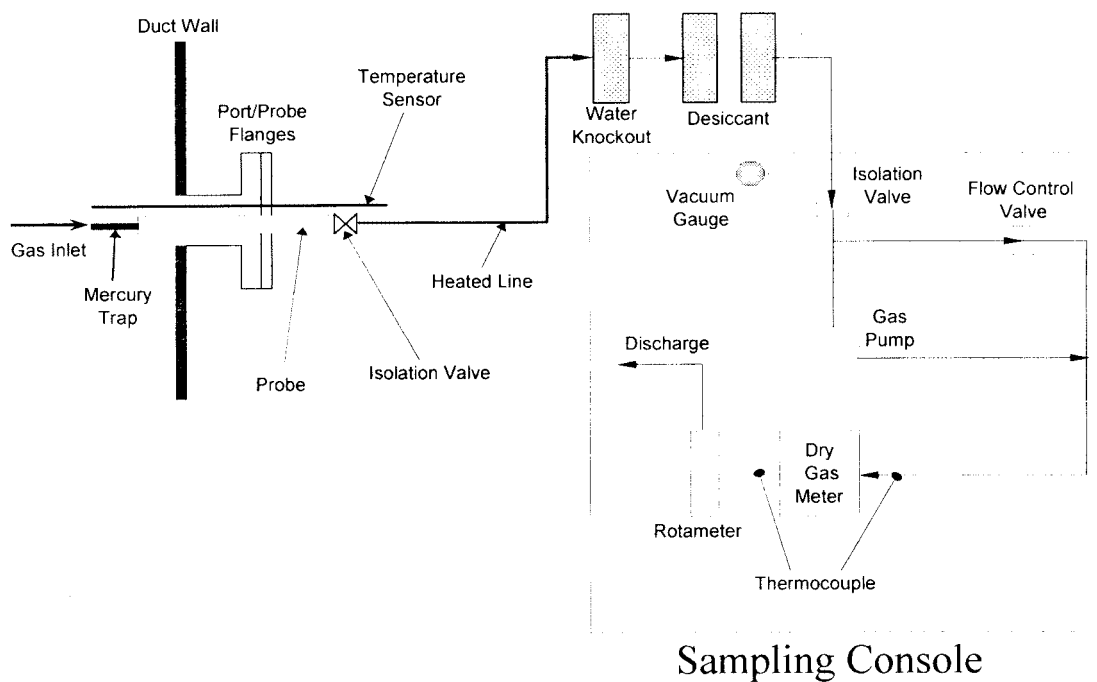 Duct Wall
Temperature
Sensor
Port/Probe
Flanges
Water
Knockout
Desiccant
Isolation
Valve
Flow Control
Valve
Vacuum
Gauge
Gas Inlet
Heated Line
Mercury
Trap
Gas
Pump
Discharge
Probe
Isolation Valve
Dry
Gas
Meter
Rotameter
Thermocouple
Sampling Console